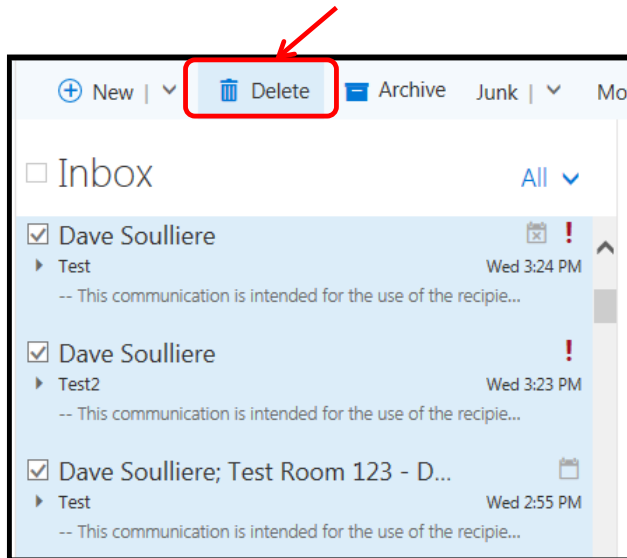 New | Delete Archive Junk | Mo
Inbox All
Dave Soulliere !
Test Wed 3:24 PM
-- This communication is intended for the use of the recipie...
Dave Soulliere !
Test2 Wed 3:23 PM
-- This communication is intended for the use of the recipie...
Dave Soulliere; Test Room 123 - D...
Test Wed 2:55 PM
-- This communication is intended for the use of the recipie...